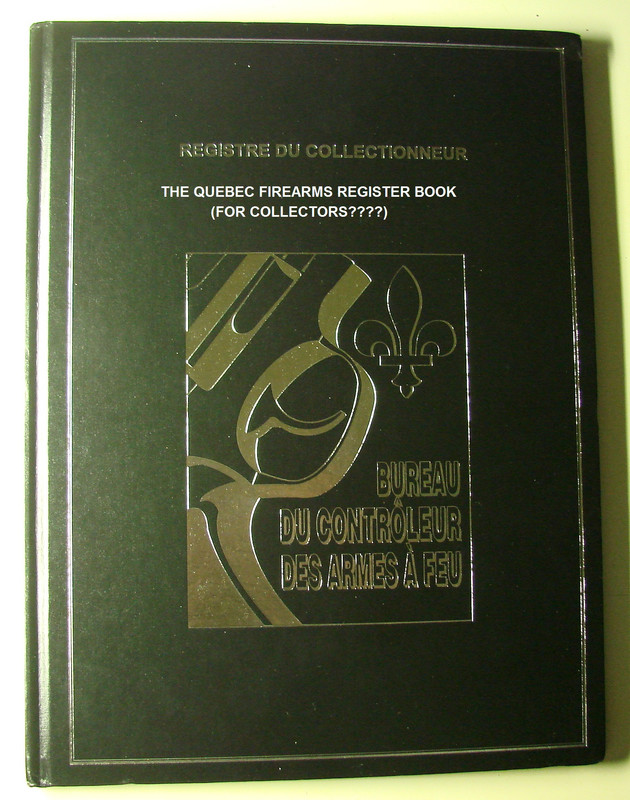 REGISTRE DU COLLECTIONNEUR
THE QUEBEC FIREARMS REGISTER BOOK
(FOR COLLECTORS????)
BUREAU
DU CONTRÔLEUR
DES ARMES À FEU